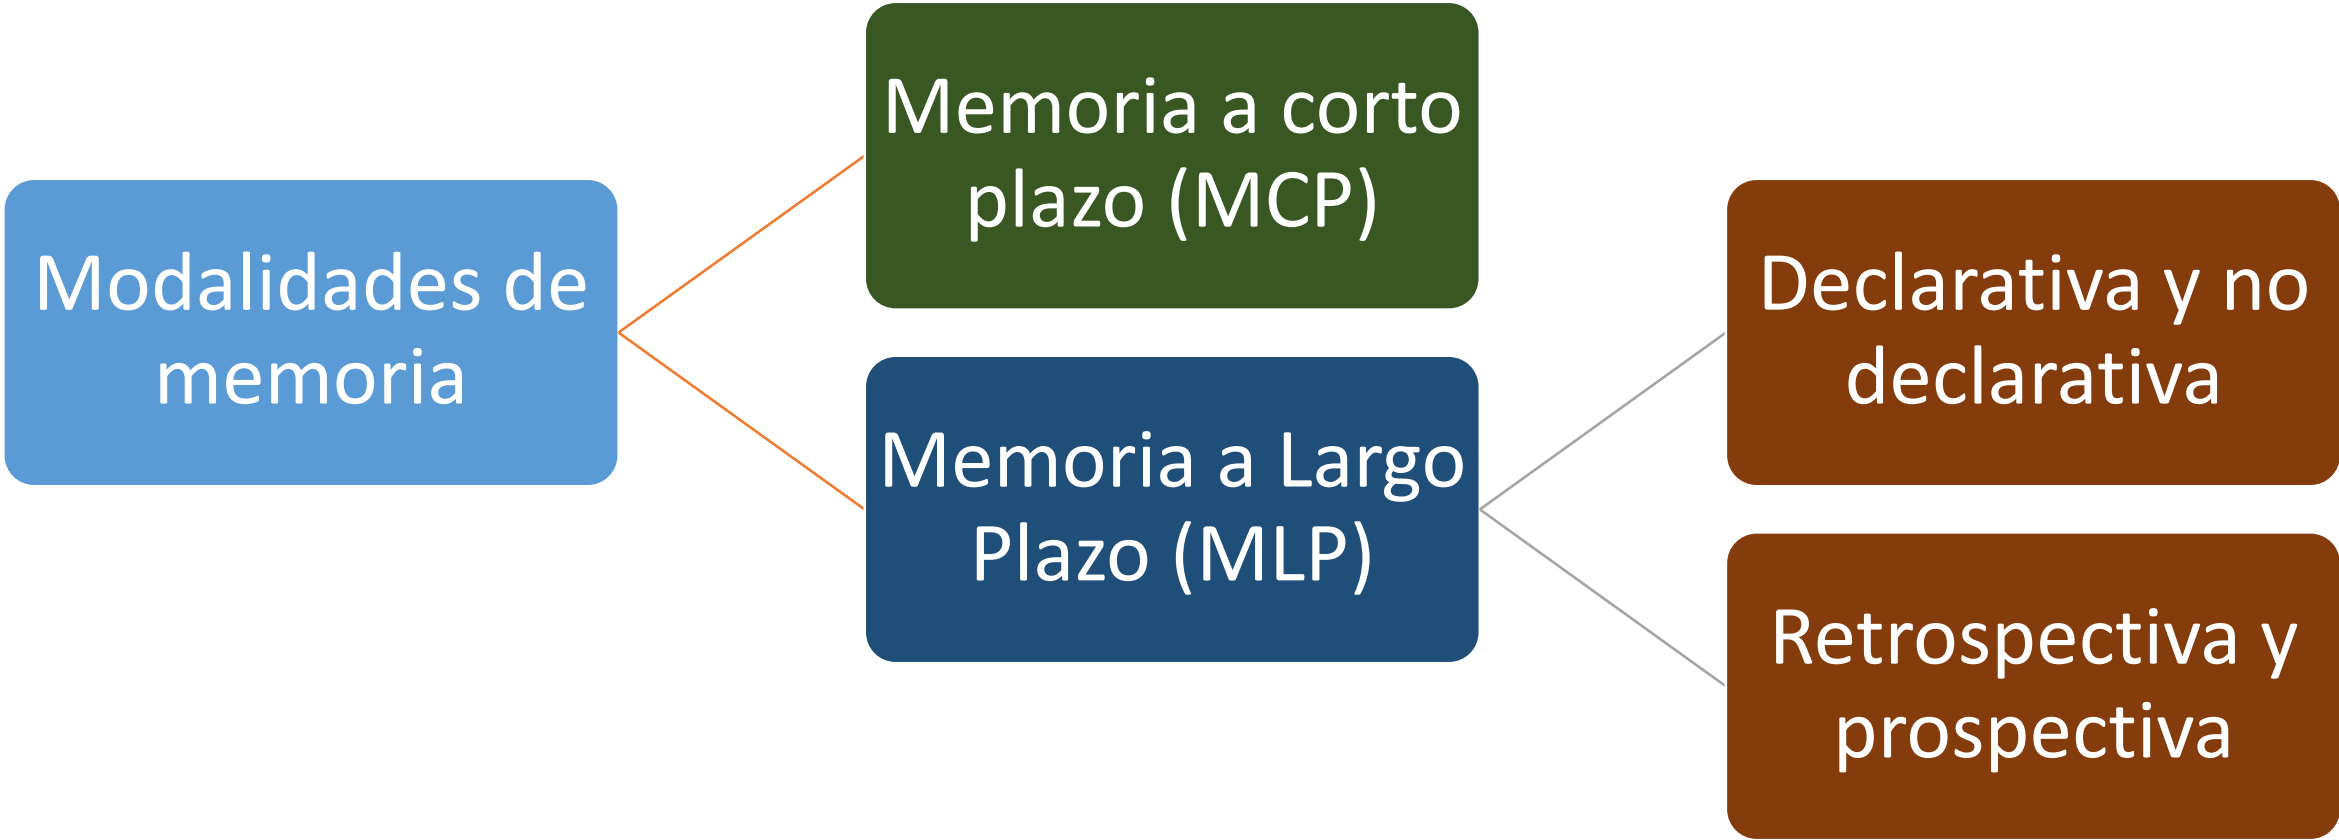 Modalidades de
memoria
Memoria a corto
plazo (MCP)
Memoria a Largo
Plazo (MLP)
Declarativa y no
declarativa
Retrospectiva y
prospectiva